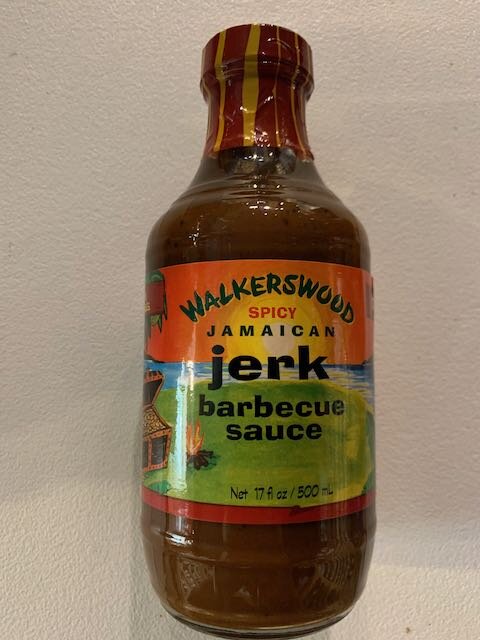 WALKERSWOOD
SPICY
JAMAICAN
jerk
barbecue
sauce
Net 17 fl oz / 500 mL